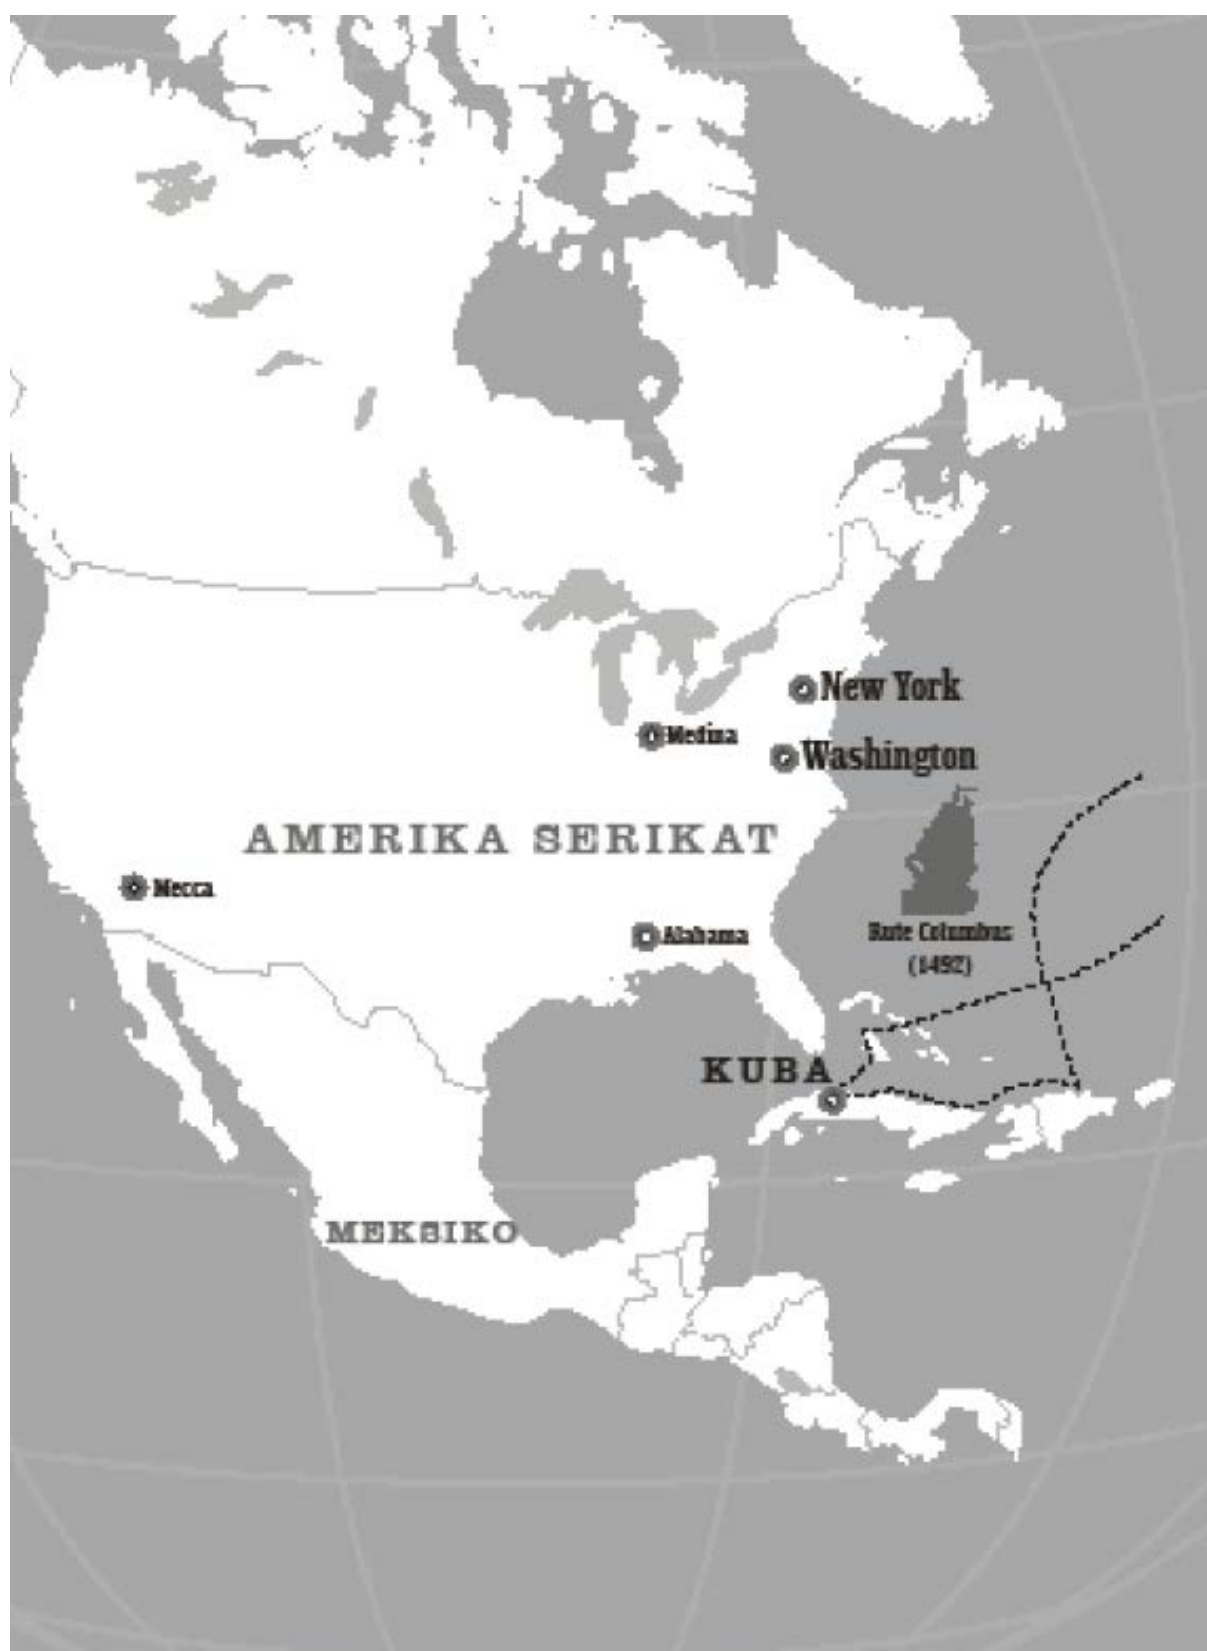 New York
Medina
Washington
AMERIKA SERIKAT
Mecca
Alabama
Rute Columbus
(1492)
KUBA
MEKSIKO